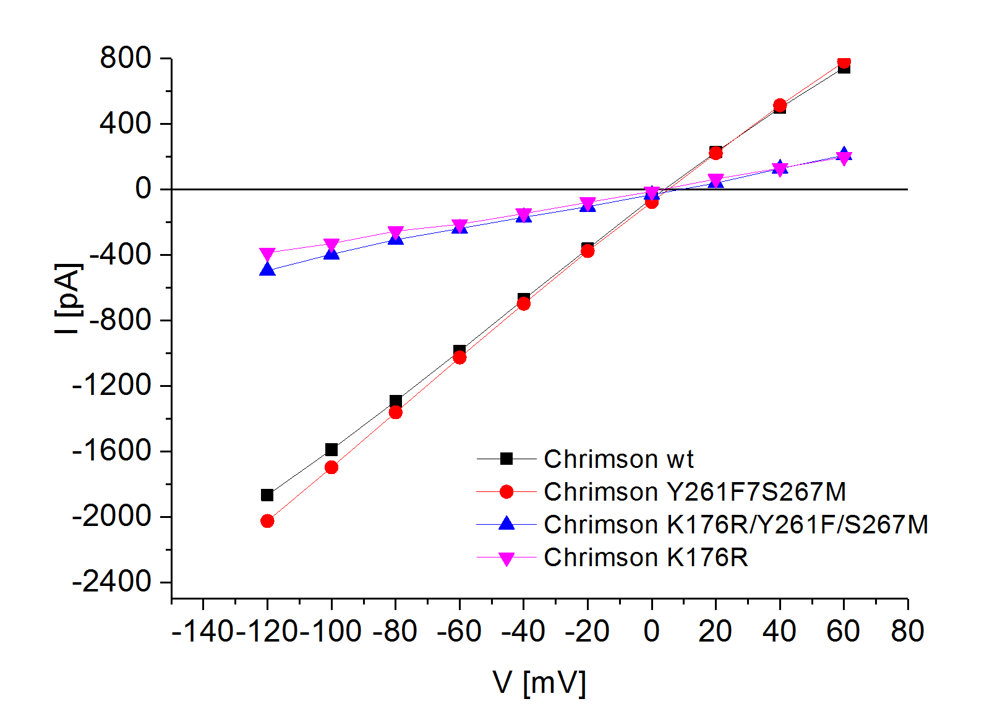 800
400
0
-400
-800
-1200
-1600
-2000
-2400
I [pA]
Chrimson wt
Chrimson Y261F7S267M
Chrimson K176R/Y261F/S267M
Chrimson K176R
-140 -120 -100 -80 -60 -40 -20 0 20 40 60 80
V [mV]